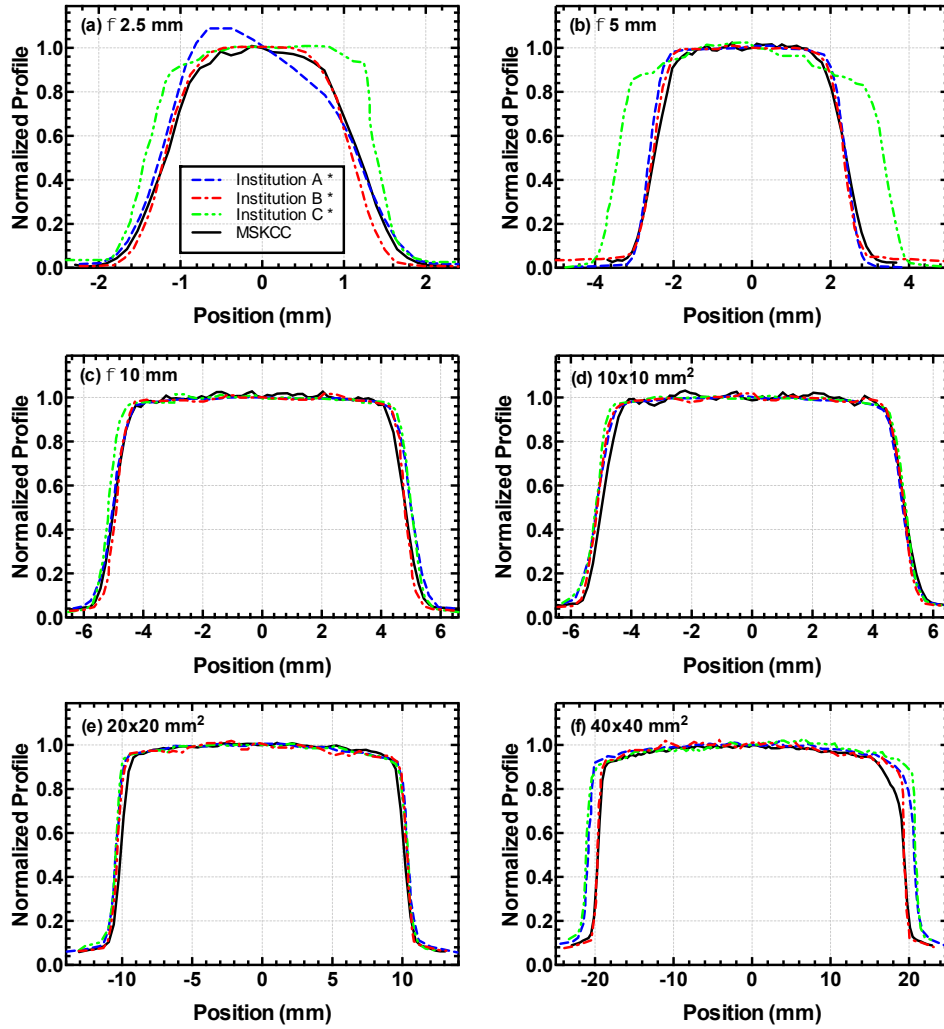 (a) f 2.5 mm
1.0
0.8
0.6
0.4
0.2
0.0
Normalized Profile
Institution A *
Institution B *
Institution C *
MSKCC
-2 -1 0 1 2
Position (mm)
(b) f 5 mm
1.0
0.8
0.6
0.4
0.2
0.0
Normalized Profile
-4 -2 0 2 4
Position (mm)
(c) f 10 mm
1.0
0.8
0.6
0.4
0.2
0.0
Normalized Profile
-6 -4 -2 0 2 4 6
Position (mm)
(d) 10x10 mm²
1.0
0.8
0.6
0.4
0.2
0.0
Normalized Profile
-6 -4 -2 0 2 4 6
Position (mm)
(e) 20x20 mm²
1.0
0.8
0.6
0.4
0.2
0.0
Normalized Profile
-10 -5 0 5 10
Position (mm)
(f) 40x40 mm²
1.0
0.8
0.6
0.4
0.2
0.0
Normalized Profile
-20 -10 0 10 20
Position (mm)